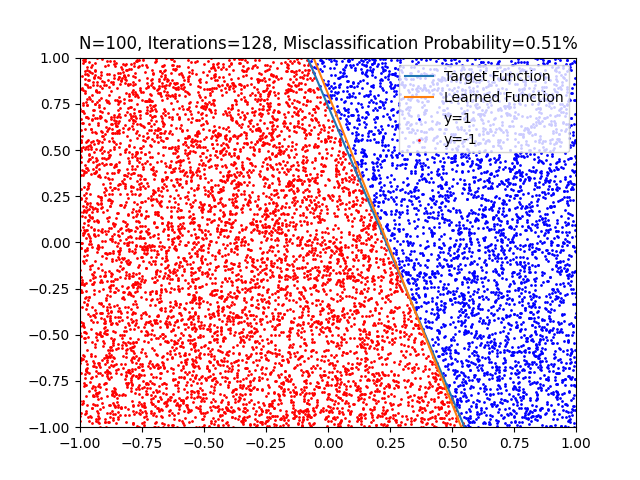 N=100, Iterations=128, Misclassification Probability=0.51%
1.00
0.75
0.50
0.25
0.00
−0.25
−0.50
−0.75
−1.00
Target Function
Learned Function
y=1
y=-1
−1.00 −0.75 −0.50 −0.25 0.00 0.25 0.50 0.75 1.00